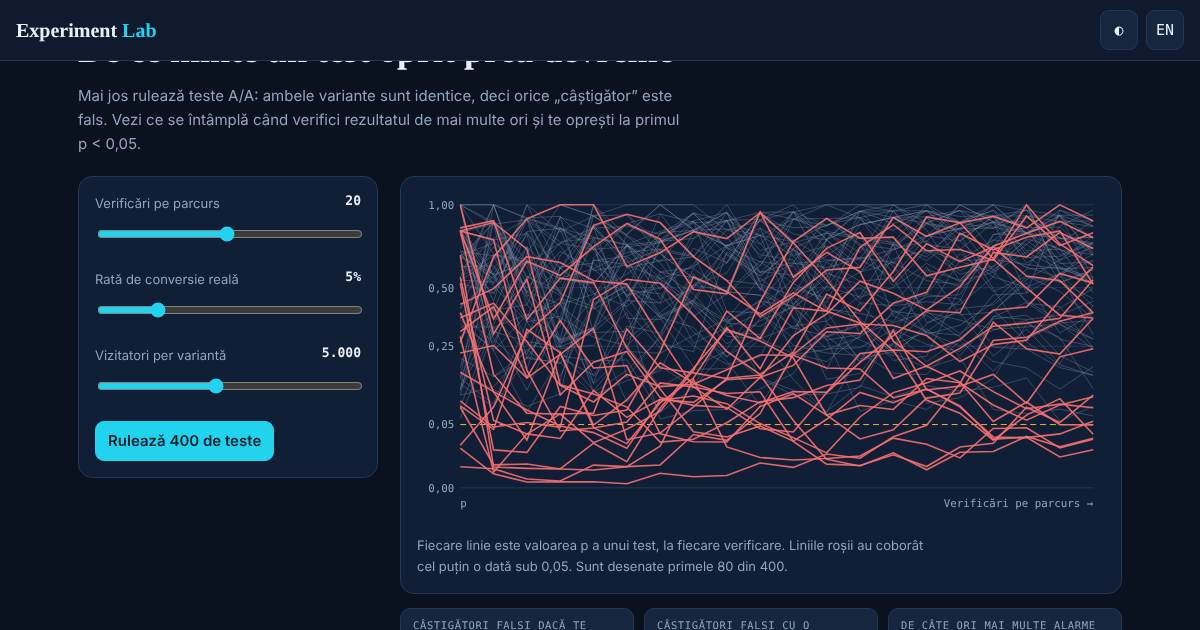 Experiment Lab
EN
Mai jos rulează teste A/A: ambele variante sunt identice, deci orice „câștigător” este
fals. Vezi ce se întâmplă când verifici rezultatul de mai multe ori și te oprești la primul
p < 0,05.
Verificări pe parcurs
20
Rată de conversie reală
5%
Vizitatori per variantă
5.000
Rulează 400 de teste
1,00
0,50
0,25
0,05
0,00
p
Verificări pe parcurs →
Fiecare linie este valoarea p a unui test, la fiecare verificare. Liniile roșii au coborât
cel puțin o dată sub 0,05. Sunt desenate primele 80 din 400.
CÂȘTIGĂTORI FALȘI DACĂ TE
CÂȘTIGĂTORI FALȘI CU O
DE CÂTE ORI MAI MULTE ALARME